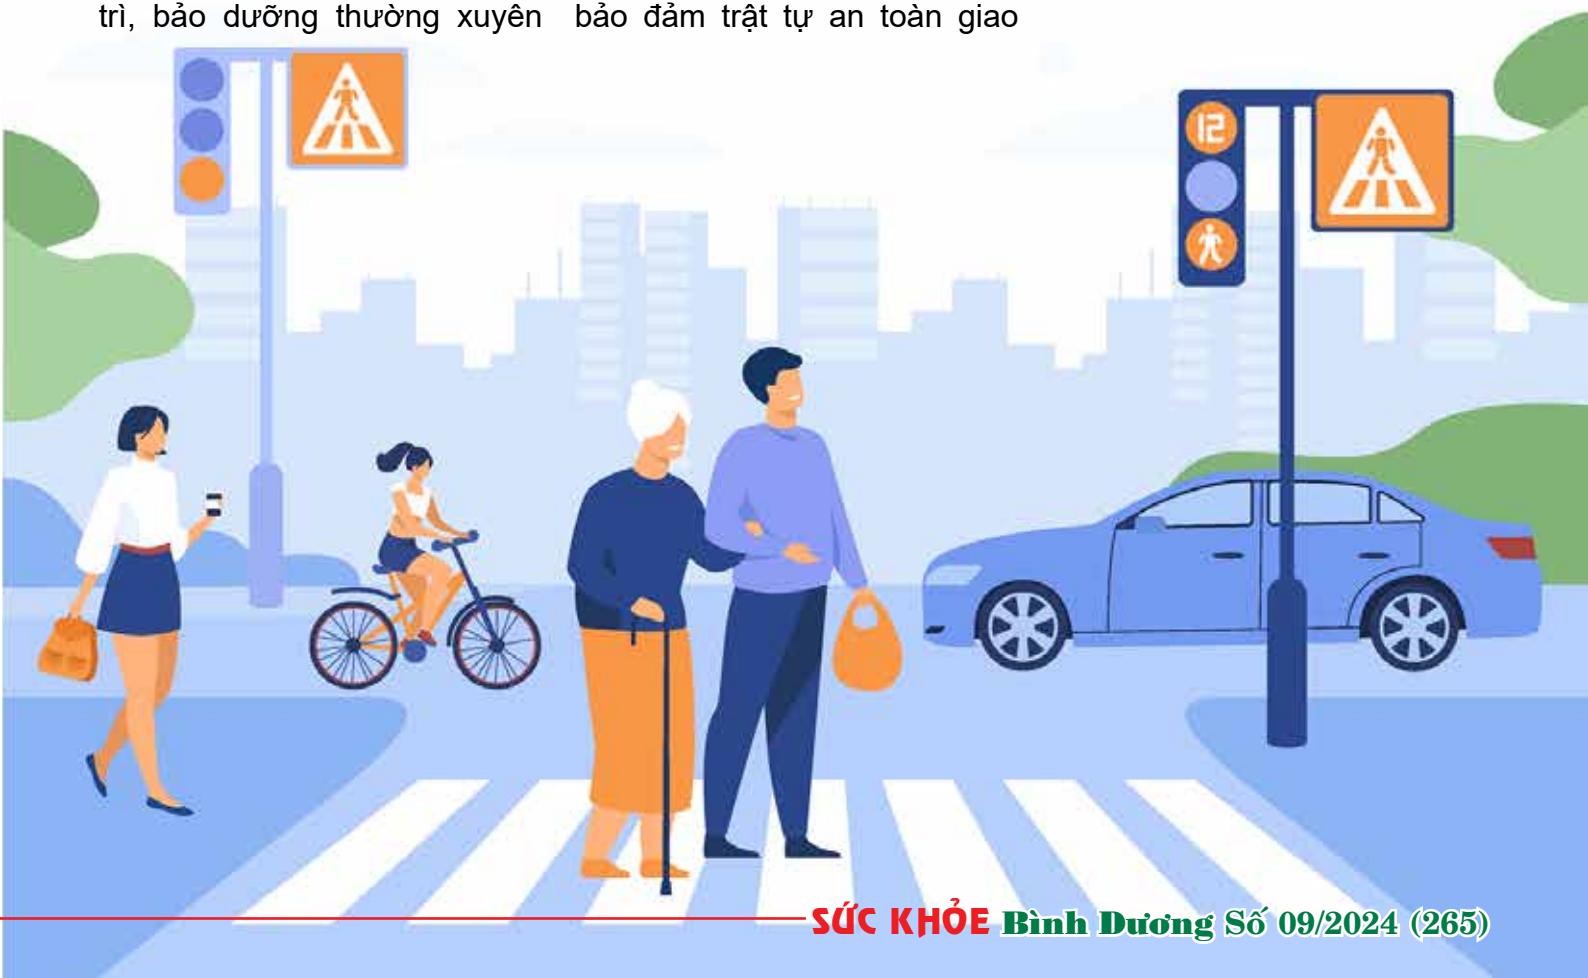 trì, bảo dưỡng thường xuyên bảo đảm trật tự an toàn giao
12
SỨC KHỎE Bình Dương Số 09/2024 (265)